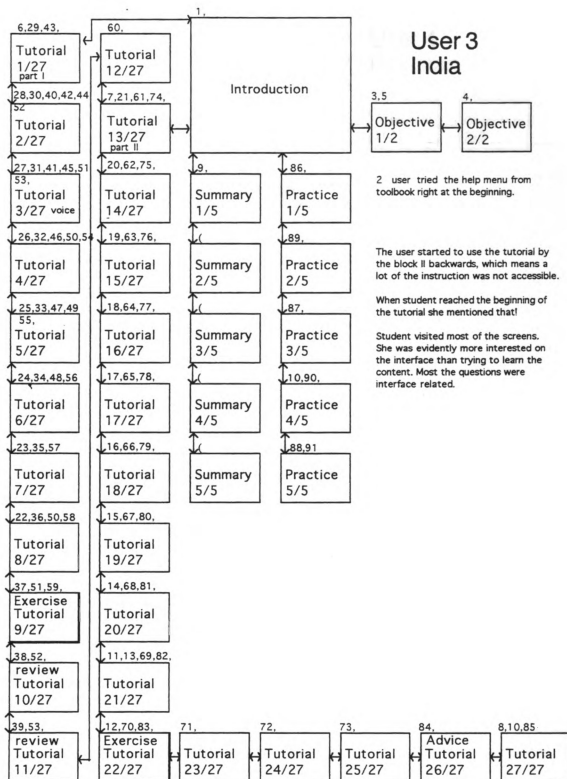 User 3
India
1,
Introduction
6,29,43,
Tutorial
1/27
part I
28,30,40,42,44
52
Tutorial
2/27
27,31,41,45,51
53,
Tutorial
3/27 voice
26,32,46,50,54
Tutorial
4/27
25,33,47,49
55,
Tutorial
5/27
24,34,48,56
Tutorial
6/27
23,35,57
Tutorial
7/27
22,36,50,58
Tutorial
8/27
37,51,59,
Exercise
Tutorial
9/27
38,52,
review
Tutorial
10/27
39,53,
review
Tutorial
11/27
60,
Tutorial
12/27
7,21,61,74,
Tutorial
13/27
part II
20,62,75,
Tutorial
14/27
19,63,76,
Tutorial
15/27
18,64,77,
Tutorial
16/27
17,65,78,
Tutorial
17/27
16,66,79,
Tutorial
18/27
15,67,80,
Tutorial
19/27
14,68,81,
Tutorial
20/27
11,13,69,82,
Tutorial
21/27
12,70,83,
Exercise
Tutorial
22/27
71,
Tutorial
23/27
72,
Tutorial
24/27
73,
Tutorial
25/27
84,
Advice
Tutorial
26/27
8,10,85
Tutorial
27/27
9,
Summary
1/5
(
Summary
2/5
(
Summary
3/5
(
Summary
4/5
(
Summary
5/5
86,
Practice
1/5
89,
Practice
2/5
87,
Practice
3/5
10,90,
Practice
4/5
88,91
Practice
5/5
3,5
Objective
1/2
4,
Objective
2/2
2 user tried the help menu from
toolbook right at the beginning.
The user started to use the tutorial by
the block II backwards, which means a
lot of the instruction was not accessible.
When student reached the beginning of
the tutorial she mentioned that!
Student visited most of the screens.
She was evidently more interested on
the interface than trying to learn the
content. Most the questions were
interface related.